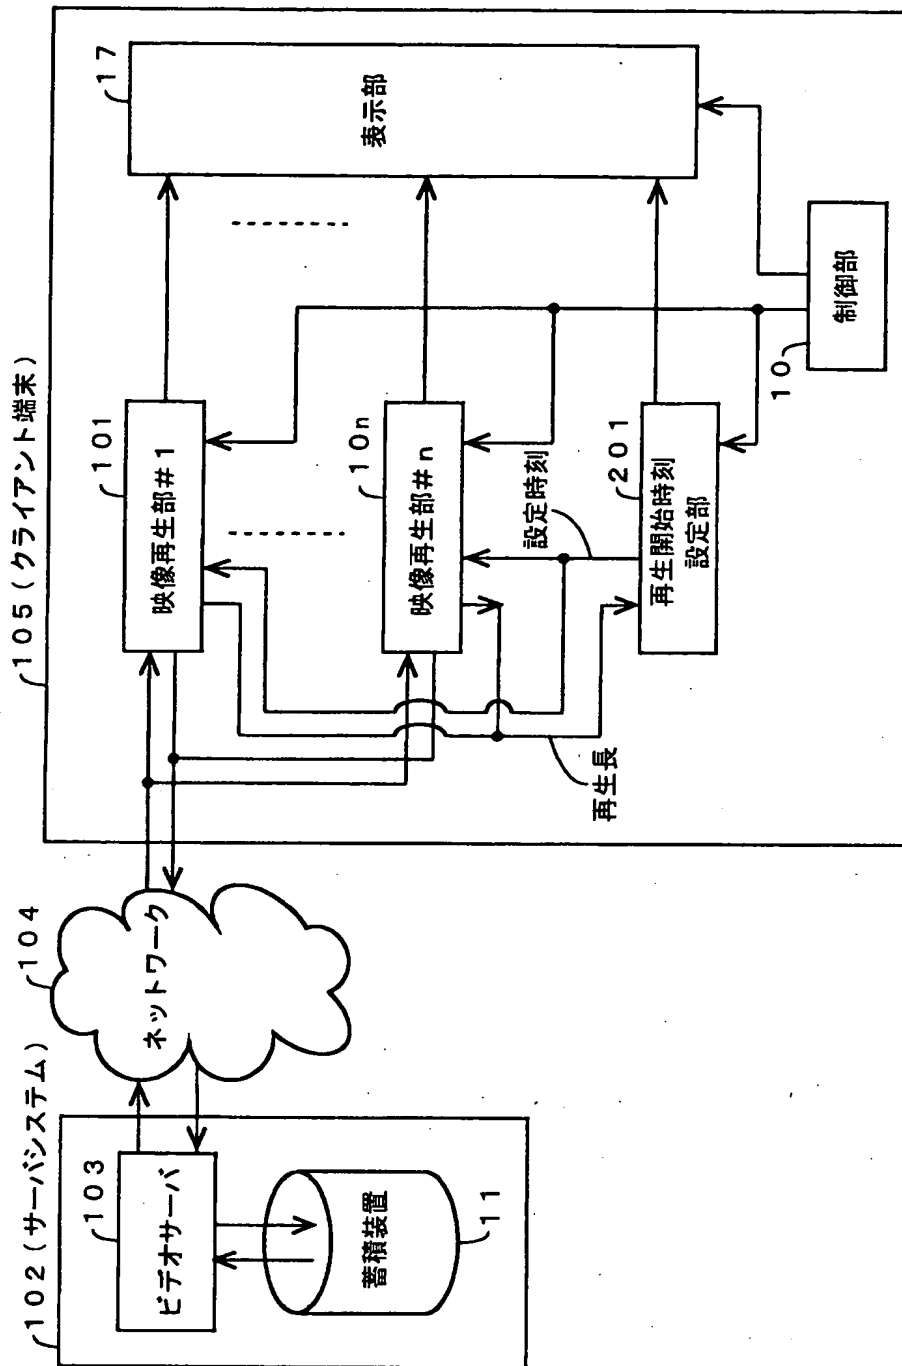 102(サーバシステム)
103
ビデオサーバ
蓄積装置
11
104
ネットワーク
105(クライアント端末)
101
映像再生部#1
10n
映像再生部#n
設定時刻
再生長
201
再生開始時刻
設定部
17
表示部
10
制御部